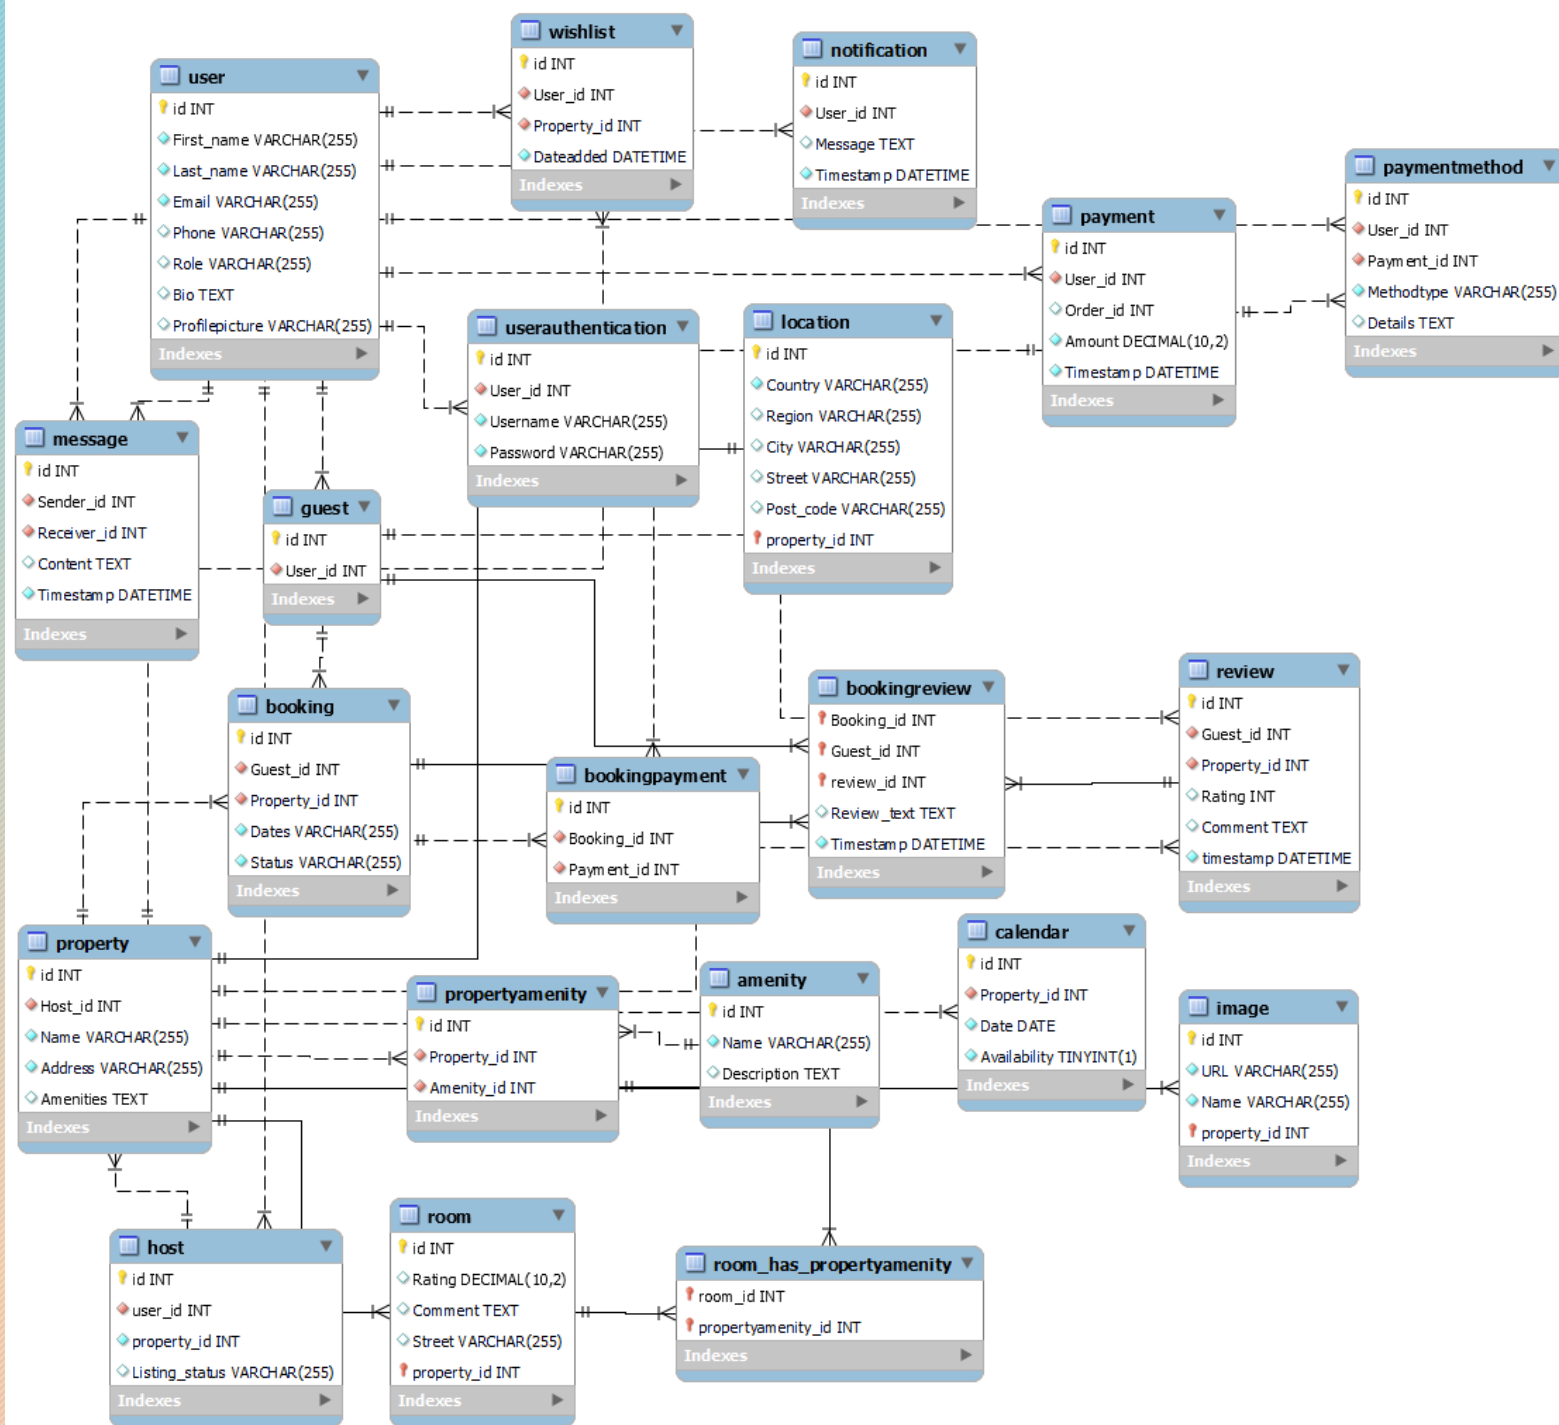 wishlist
id INT
User_id INT
Property_id INT
Dateadded DATETIME
Indexes
notification
id INT
User_id INT
Message TEXT
Timestamp DATETIME
Indexes
user
id INT
First_name VARCHAR(255)
Last_name VARCHAR(255)
Email VARCHAR(255)
Phone VARCHAR(255)
Role VARCHAR(255)
Bio TEXT
Profilepicture VARCHAR(255)
Indexes
paymentmethod
id INT
User_id INT
Payment_id INT
Methodtype VARCHAR(255)
Details TEXT
Indexes
payment
id INT
User_id INT
Order_id INT
Amount DECIMAL(10,2)
Timestamp DATETIME
Indexes
userauthentication
id INT
User_id INT
Username VARCHAR(255)
Password VARCHAR(255)
Indexes
location
id INT
Country VARCHAR(255)
Region VARCHAR(255)
City VARCHAR(255)
Street VARCHAR(255)
Post_code VARCHAR(255)
property_id INT
Indexes
message
id INT
Sender_id INT
Receiver_id INT
Content TEXT
Timestamp DATETIME
Indexes
guest
id INT
User_id INT
Indexes
booking
id INT
Guest_id INT
Property_id INT
Dates VARCHAR(255)
Status VARCHAR(255)
Indexes
bookingpayment
id INT
Booking_id INT
Payment_id INT
Indexes
bookingreview
Booking_id INT
Guest_id INT
review_id INT
Review_text TEXT
Timestamp DATETIME
Indexes
review
id INT
Guest_id INT
Property_id INT
Rating INT
Comment TEXT
timestamp DATETIME
Indexes
property
id INT
Host_id INT
Name VARCHAR(255)
Address VARCHAR(255)
Amenities TEXT
Indexes
propertyamenity
id INT
Property_id INT
Amenity_id INT
Indexes
amenity
id INT
Name VARCHAR(255)
Description TEXT
Indexes
calendar
id INT
Property_id INT
Date DATE
Availability TINYINT(1)
Indexes
image
id INT
URL VARCHAR(255)
Name VARCHAR(255)
property_id INT
Indexes
host
id INT
user_id INT
property_id INT
Listing_status VARCHAR(255)
Indexes
room
id INT
Rating DECIMAL(10,2)
Comment TEXT
Street VARCHAR(255)
property_id INT
Indexes
room_has_propertyamenity
room_id INT
propertyamenity_id INT
Indexes